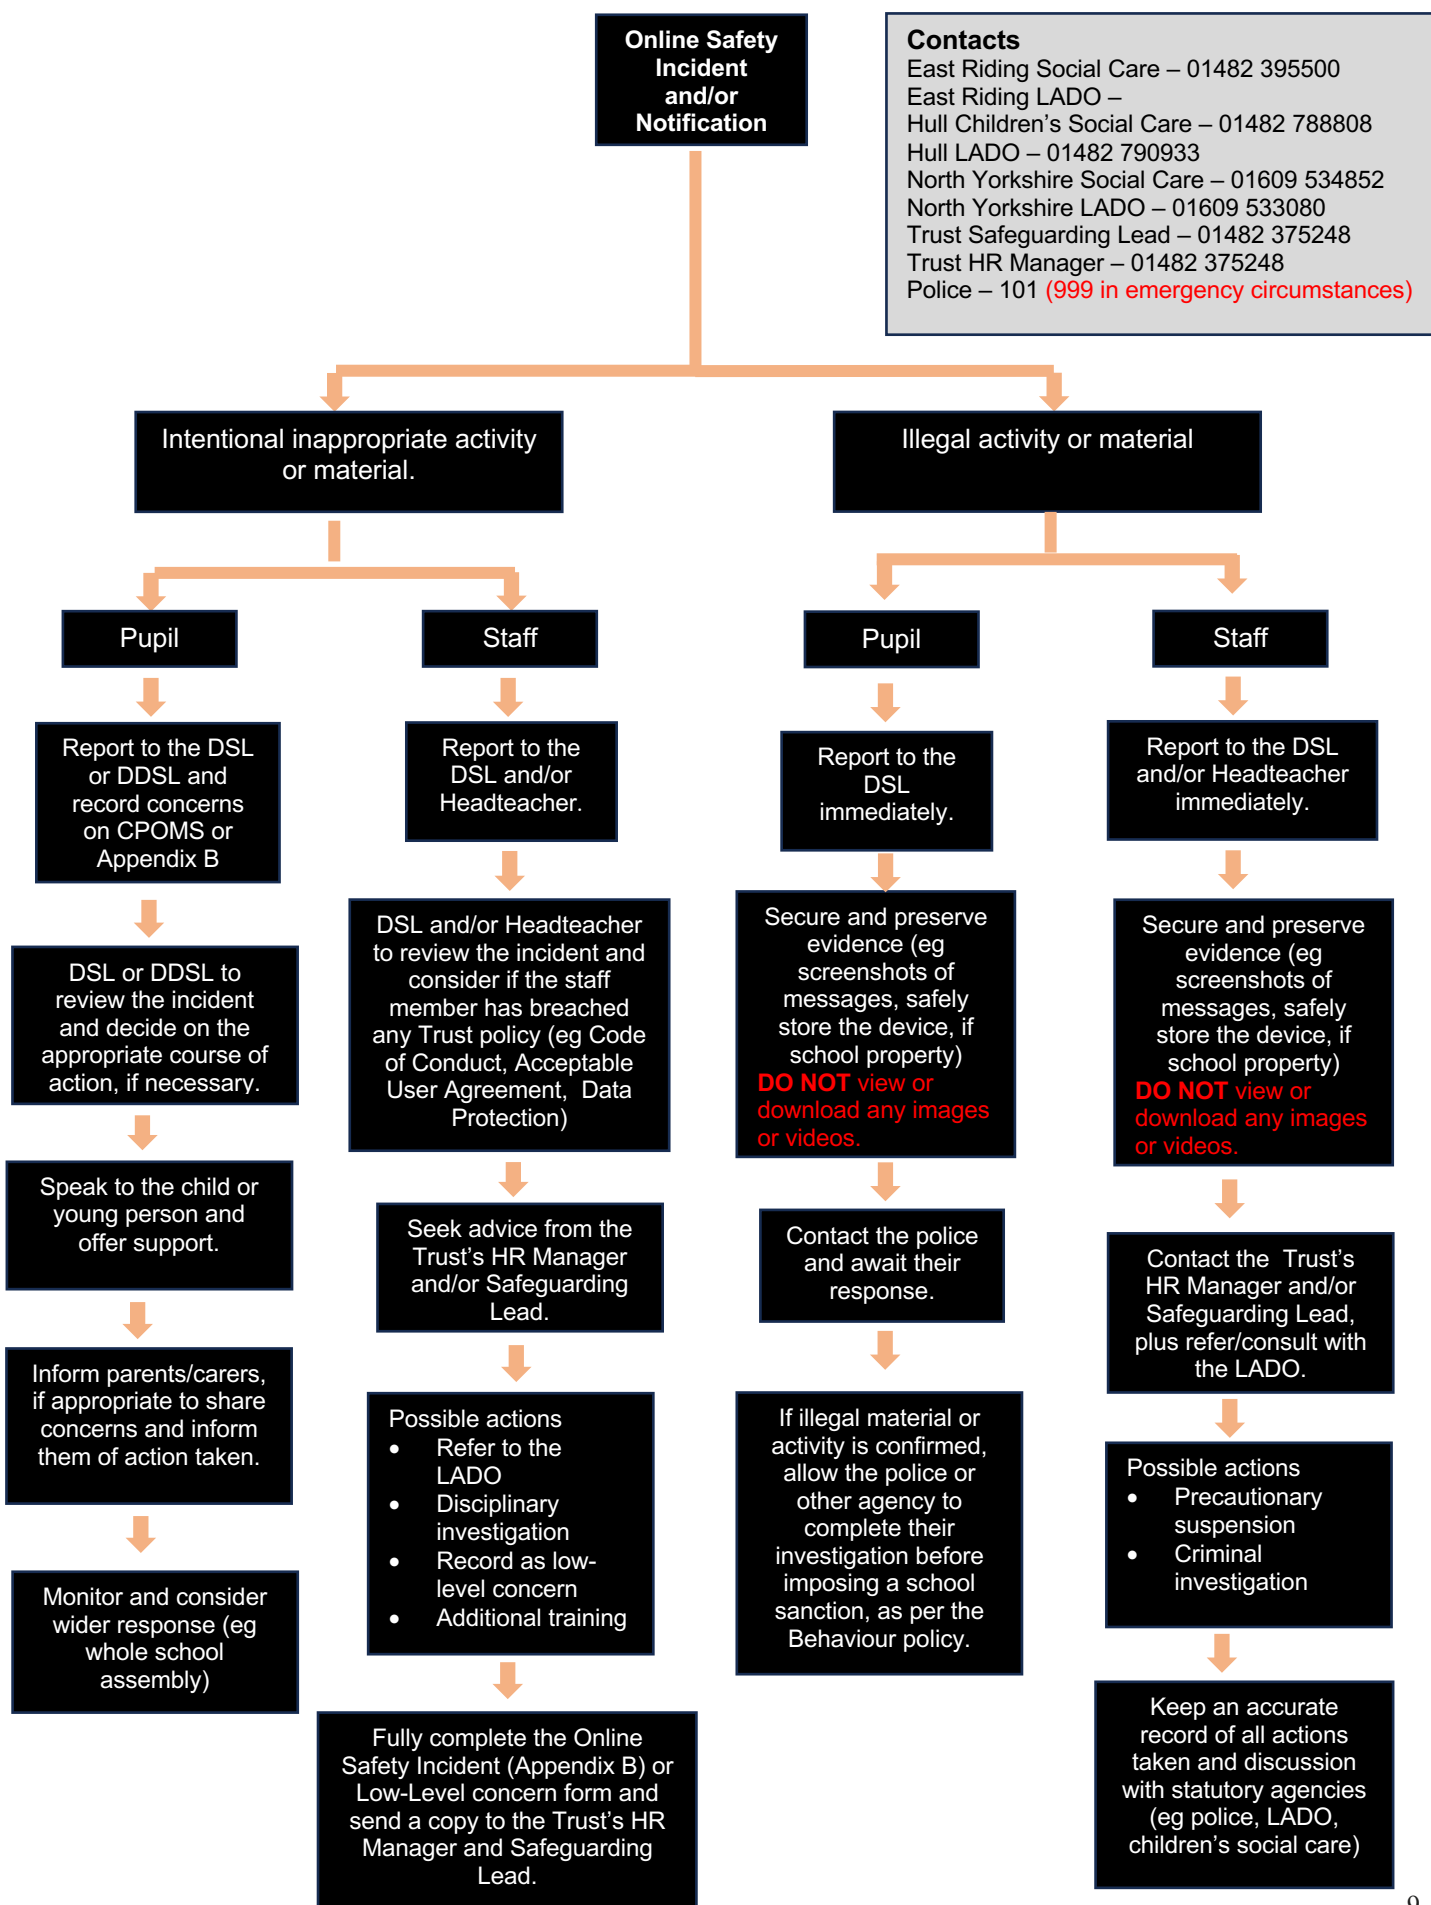 Online Safety
Incident
and/or
Notification
Contacts
East Riding Social Care – 01482 395500
East Riding LADO –
Hull Children's Social Care – 01482 788808
Hull LADO – 01482 790933
North Yorkshire Social Care – 01609 534852
North Yorkshire LADO – 01609 533080
Trust Safeguarding Lead – 01482 375248
Trust HR Manager – 01482 375248
Police – 101 (999 in emergency circumstances)
Intentional inappropriate activity
or material.
Illegal activity or material
Pupil
Staff
Pupil
Staff
Report to the DSL
or DDSL and
record concerns
on CPOMS or
Appendix B
DSL or DDSL to
review the incident
and decide on the
appropriate course of
action, if necessary.
Speak to the child or
young person and
offer support.
Inform parents/carers,
if appropriate to share
concerns and inform
them of action taken.
Monitor and consider
wider response (eg
whole school
assembly)
Report to the
DSL and/or
Headteacher.
DSL and/or Headteacher
to review the incident and
consider if the staff
member has breached
any Trust policy (eg Code
of Conduct, Acceptable
User Agreement,  Data
Protection)
Seek advice from the
Trust's HR Manager
and/or Safeguarding
Lead.
Possible actions
• Refer to the
LADO
• Disciplinary
investigation
• Record as low-
level concern
• Additional training
Fully complete the Online
Safety Incident (Appendix B) or
Low-Level concern form and
send a copy to the Trust's HR
Manager and Safeguarding
Lead.
Report to the
DSL
immediately.
Secure and preserve
evidence (eg
screenshots of
messages, safely
store the device, if
school property)
DO NOT view or
download any images
or videos.
Contact the police
and await their
response.
If illegal material or
activity is confirmed,
allow the police or
other agency to
complete their
investigation before
imposing a school
sanction, as per the
Behaviour policy.
Report to the DSL
and/or Headteacher
immediately.
Secure and preserve
evidence (eg
screenshots of
messages, safely
store the device, if
school property)
DO NOT view or
download any images
or videos.
Contact the  Trust's
HR Manager and/or
Safeguarding Lead,
plus refer/consult with
the LADO.
Possible actions
• Precautionary
suspension
• Criminal
investigation
Keep an accurate
record of all actions
taken and discussion
with statutory agencies
(eg police, LADO,
children's social care)